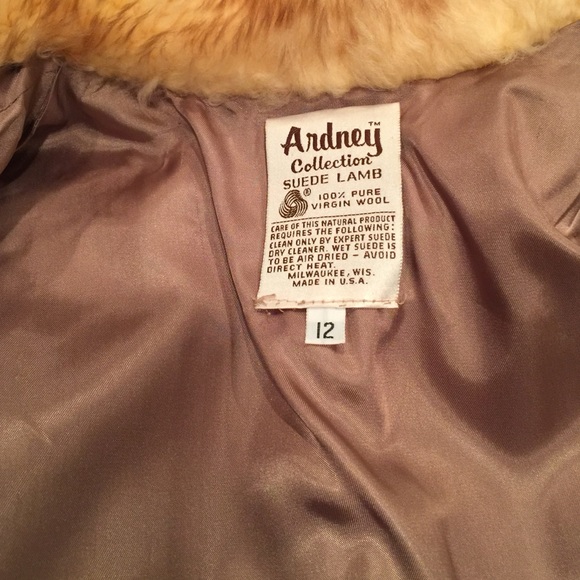 Ardney™
Collection
SUEDE LAMB
® 100% PURE
VIRGIN WOOL
CARE OF THIS NATURAL PRODUCT
REQUIRES THE FOLLOWING:
CLEAN ONLY BY EXPERT SUEDE
DRY CLEANER. WET SUEDE IS
TO BE AIR DRIED - AVOID
DIRECT HEAT.
MILWAUKEE, WIS.
MADE IN U.S.A.
12